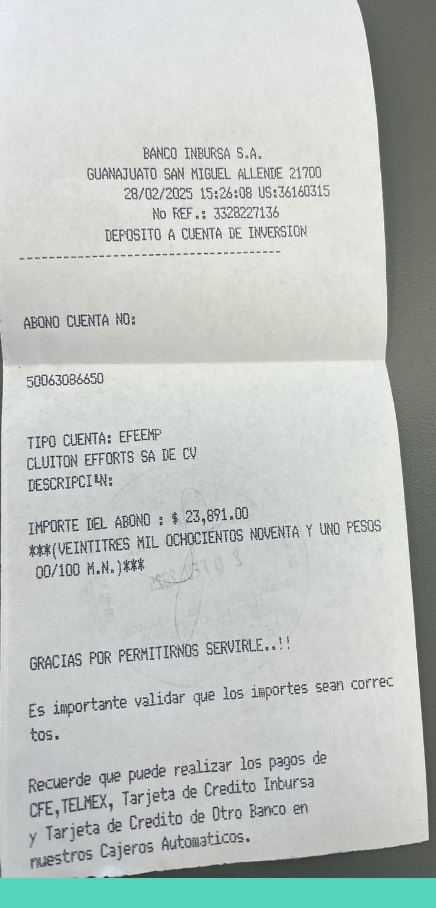 BANCO INBURSA S.A.
GUANAJUATO SAN MIGUEL ALLENDE 21700
28/02/2025 15:26:08 US:36160315
No REF.: 3328227136
DEPOSITO A CUENTA DE INVERSION
------------------------------------
ABONO CUENTA NO:
50063086650
TIPO CUENTA: EFEEMP
CLUITON EFFORTS SA DE CV
DESCRIPCI
IMPORTE DEL ABONO : $ 23,891.00
***(VEINTITRES MIL OCHOCIENTOS NOVENTA Y UNO PESOS
00/100 M.N.)***
GRACIAS POR PERMITIRNOS SERVIRLE..!!
Es importante validar que los importes sean correc
tos.
Recuerde que puede realizar los pagos de
CFE,TELMEX, Tarjeta de Credito Inbursa
y Tarjeta de Credito de Otro Banco en
nuestros Cajeros Automaticos.